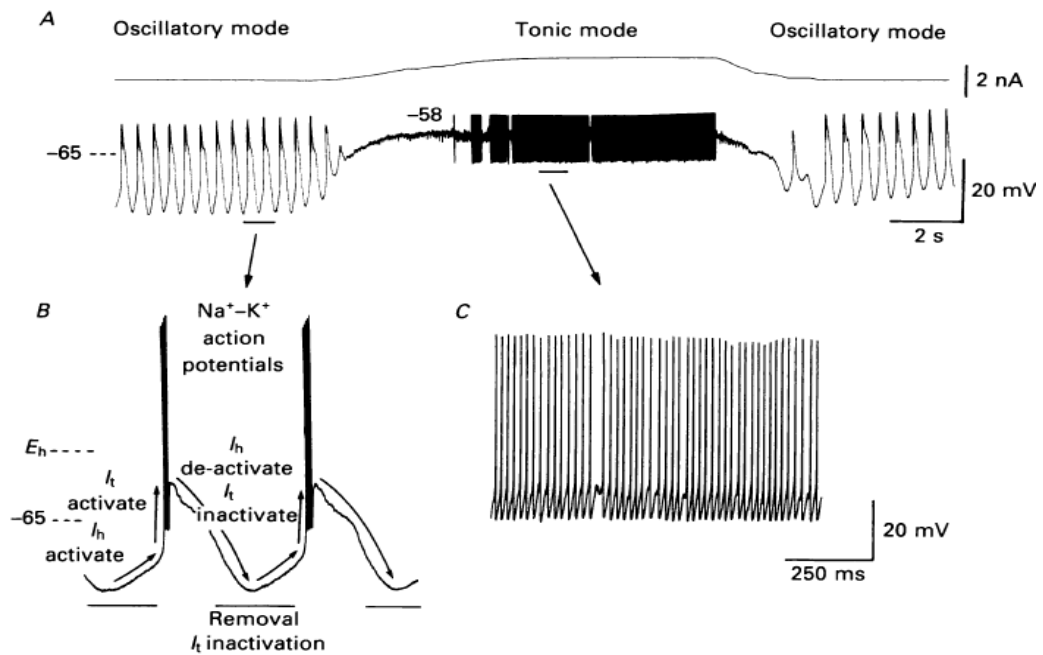 A
Oscillatory mode
Tonic mode
Oscillatory mode
2 nA
−58
−65
20 mV
2 s
B
Na⁺–K⁺
action
potentials
Eh
Ih
de-activate
It
activate
It
inactivate
−65
Ih
activate
Removal
It inactivation
C
20 mV
250 ms